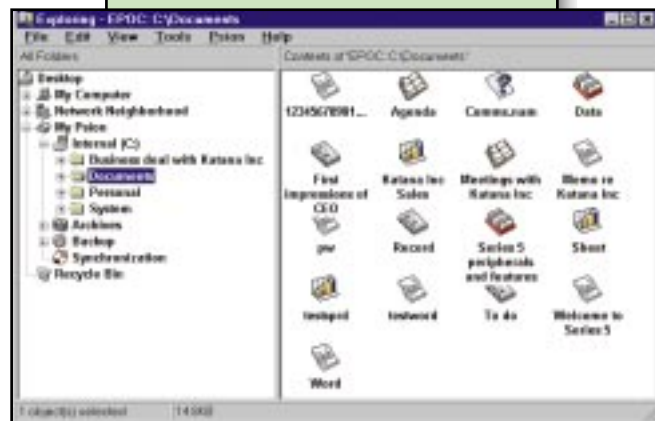 Exploring - EPOC: C:\Documents
File Edit View Tools Psion Help
All Folders Contents of 'EPOC: C:\Documents'
Desktop
My Computer
Network Neighborhood
My Psion
Internal (C)
Business deal with Katana Inc
Documents
Personal
System
Archives
Backup
Synchronization
Recycle Bin
12345678901... Agenda Comms.num Data
First Katana Inc Meetings with Memo re
impressions of Sales Katana Inc Katana Inc
CEO
pw Record Series 5 Sheet
peripherals
and features
testsprd testword To do Welcome to
Series 5
Word
1 object(s) selected